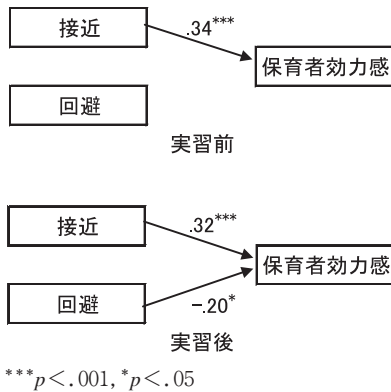 接近
.34***
保育者効力感
回避
実習前
接近
.32***
保育者効力感
回避
-.20*
実習後
***p<.001, *p<.05